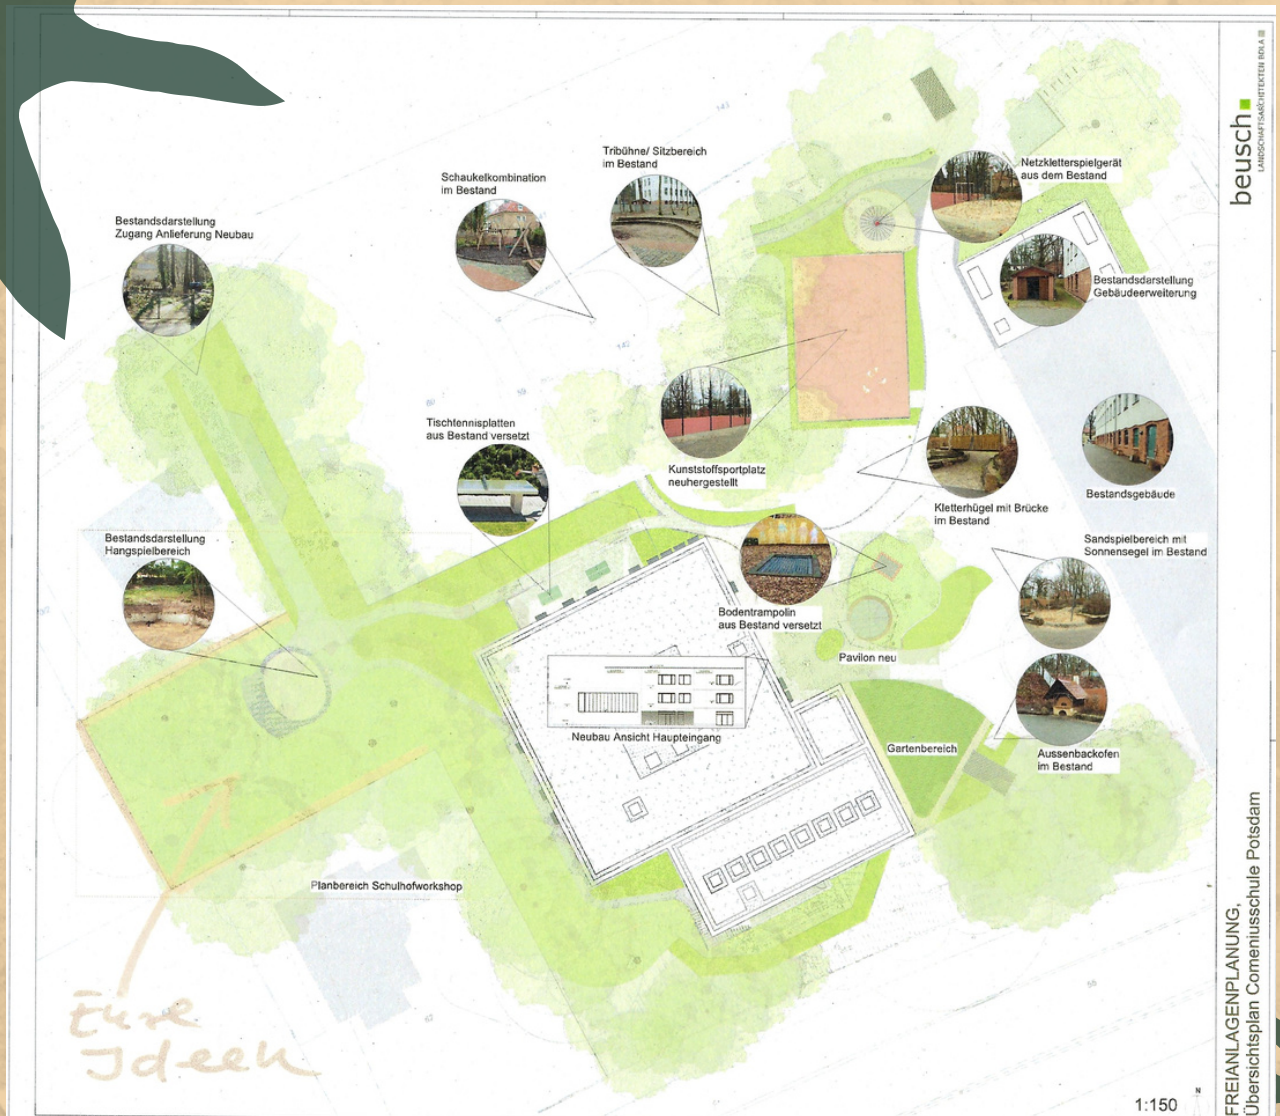 beusch
LANDSCHAFTSARCHITEKTEN BDLA
Tribühne/ Sitzbereich
im Bestand
Schaukelkombination
im Bestand
Netzkletterspielgerät
aus dem Bestand
Bestandsdarstellung
Zugang Anlieferung Neubau
Bestandsdarstellung
Gebäudeerweiterung
Tischtennisplatten
aus Bestand versetzt
Kunststoffsportplatz
neuhergestellt
Bestandsgebäude
Kletterhügel mit Brücke
im Bestand
Bestandsdarstellung
Hangspielbereich
Sandspielbereich mit
Sonnensegel im Bestand
Bodentrampolin
aus Bestand versetzt
Pavilon neu
Neubau Ansicht Haupteingang
Gartenbereich
Aussenbackofen
im Bestand
Planbereich Schulhofworkshop
Eure
Ideen
FREIANLAGENPLANUNG,
Übersichtsplan Comeniusschule Potsdam
1:150
N